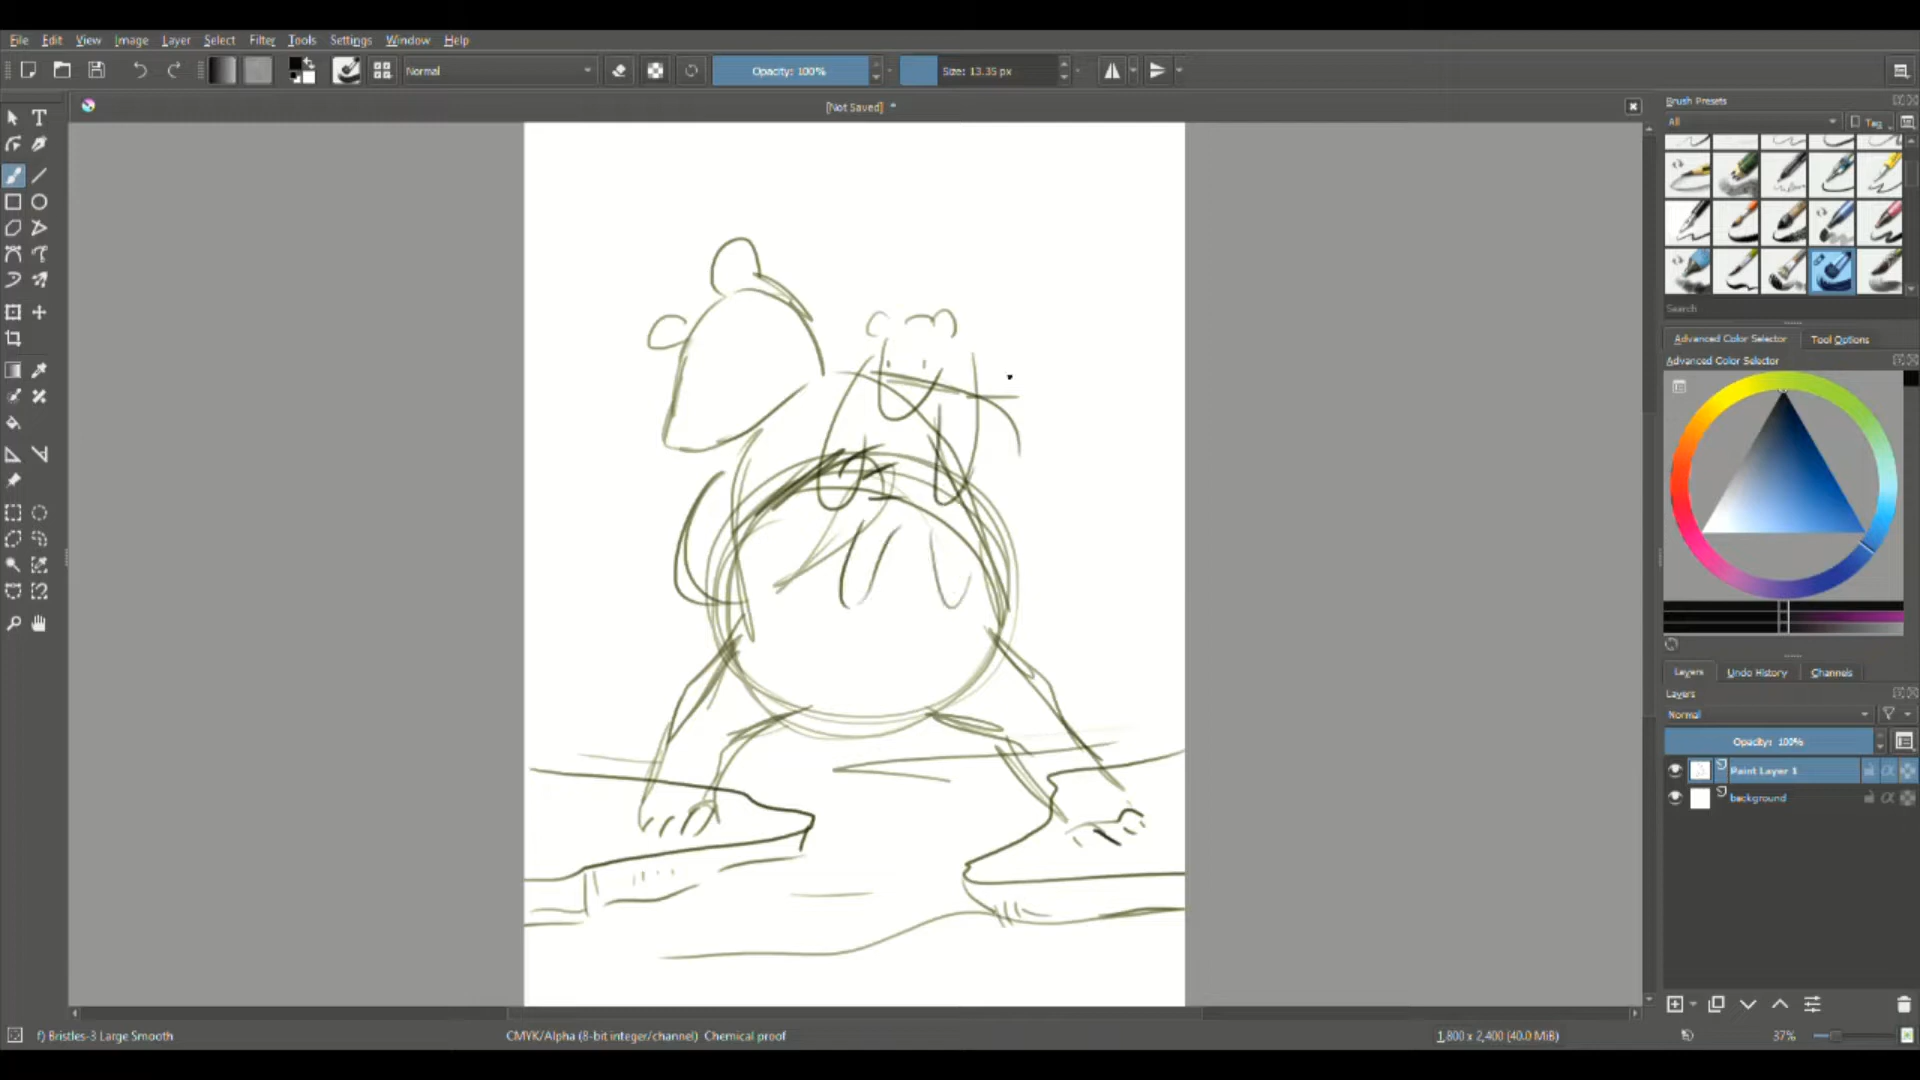 File Edit View Image Layer Select Filter Tools Settings Window Help
Normal
Opacity: 100%
Size: 13.35 px
[Not Saved] *
Brush Presets
All
Tag
Search
Advanced Color Selector Tool Options
Advanced Color Selector
Layers Undo History Channels
Layers
Normal
Opacity: 100%
Paint Layer 1
background
f) Bristles-3 Large Smooth
CMYK/Alpha (8-bit integer/channel) Chemical proof
1,800 x 2,400 (40.0 MiB)
37%